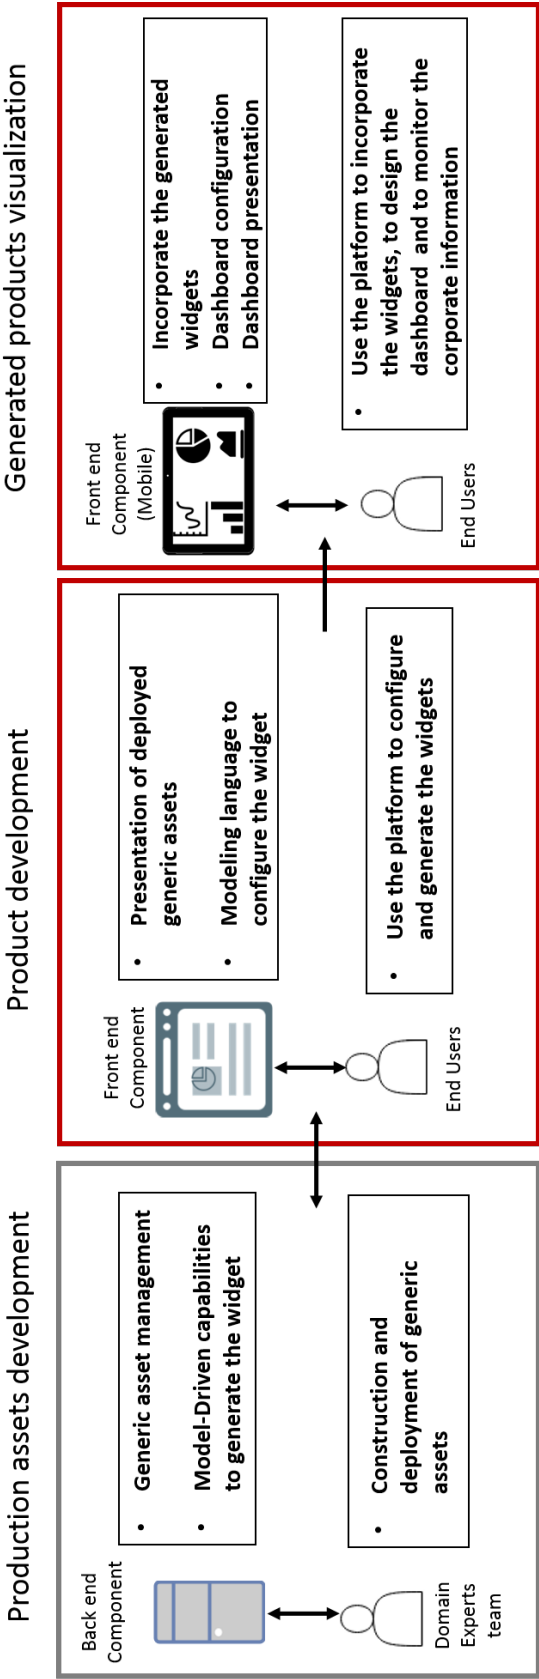 Production assets development
Back end
Component
• Generic asset management
• Model-Driven capabilities
to generate the widget
Domain
Experts
team
• Construction and
deployment of generic
assets
Product development
Front end
Component
• Presentation of deployed
generic assets
• Modeling language to
configure the widget
End Users
• Use the platform to configure
and generate the widgets
Generated products visualization
Front end
Component
(Mobile)
• Incorporate the generated
widgets
• Dashboard configuration
• Dashboard presentation
End Users
• Use the platform to incorporate
the widgets, to design the
dashboard and to monitor the
corporate information